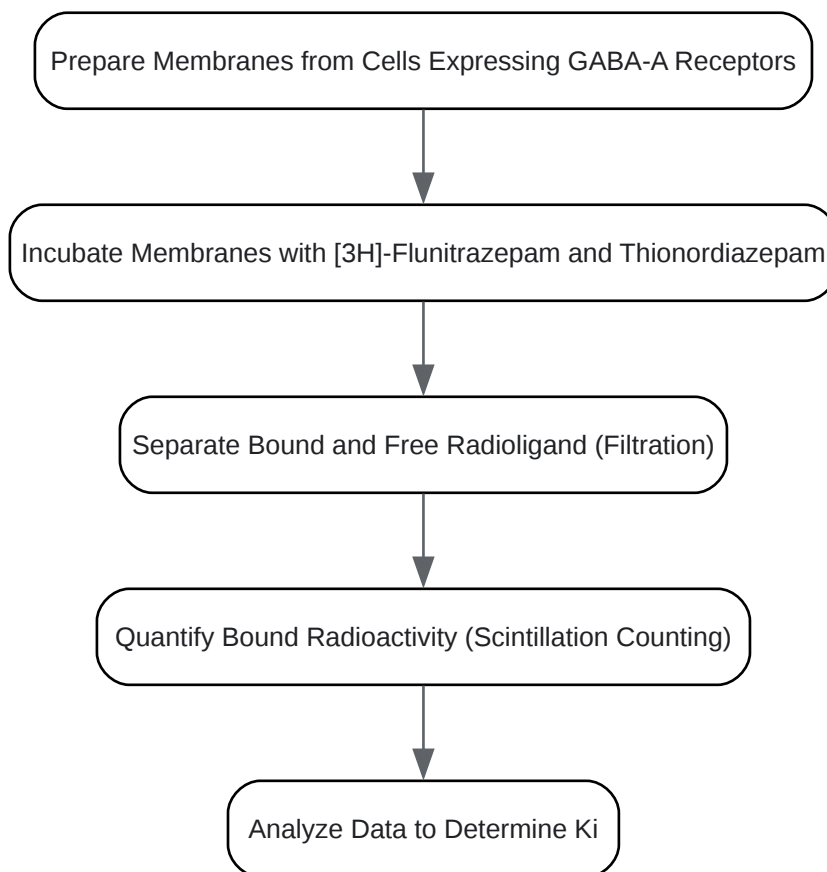 Prepare Membranes from Cells Expressing GABA-A Receptors
Incubate Membranes with [3H]-Flunitrazepam and Thionordiazepam
Separate Bound and Free Radioligand (Filtration)
Quantify Bound Radioactivity (Scintillation Counting)
Analyze Data to Determine Ki